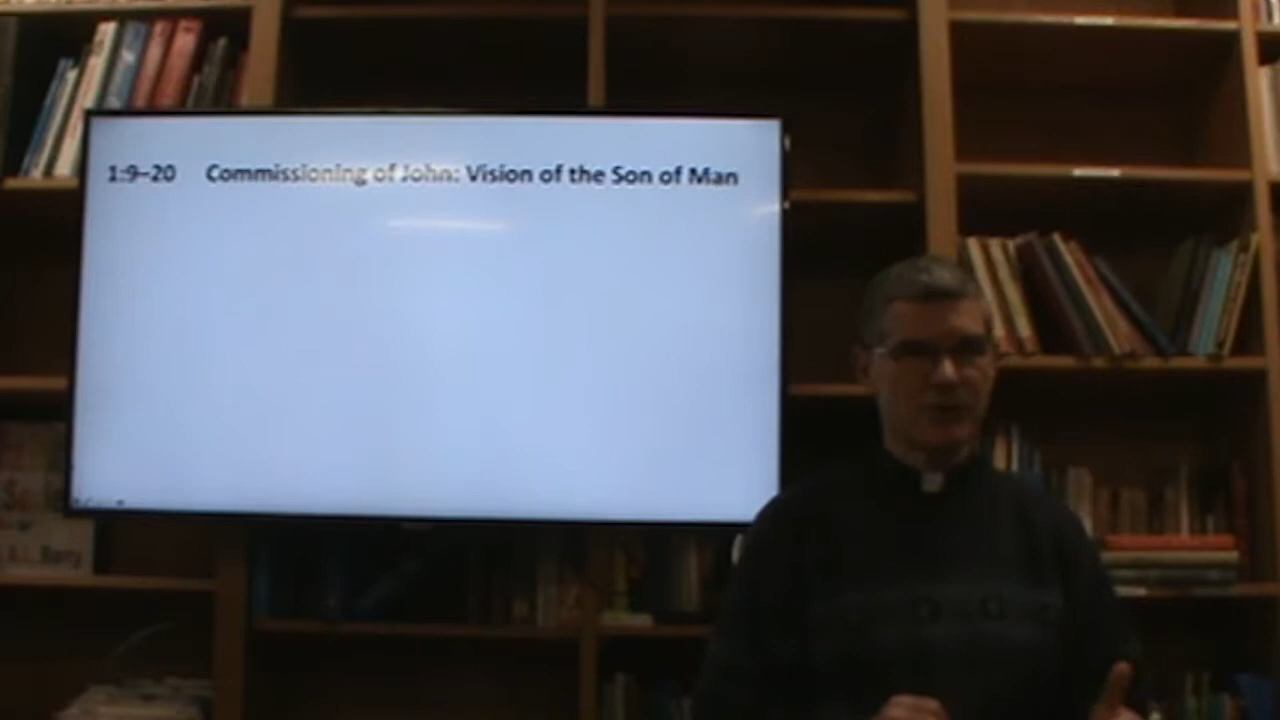 1:9–20 Commissioning of John: Vision of the Son of Man